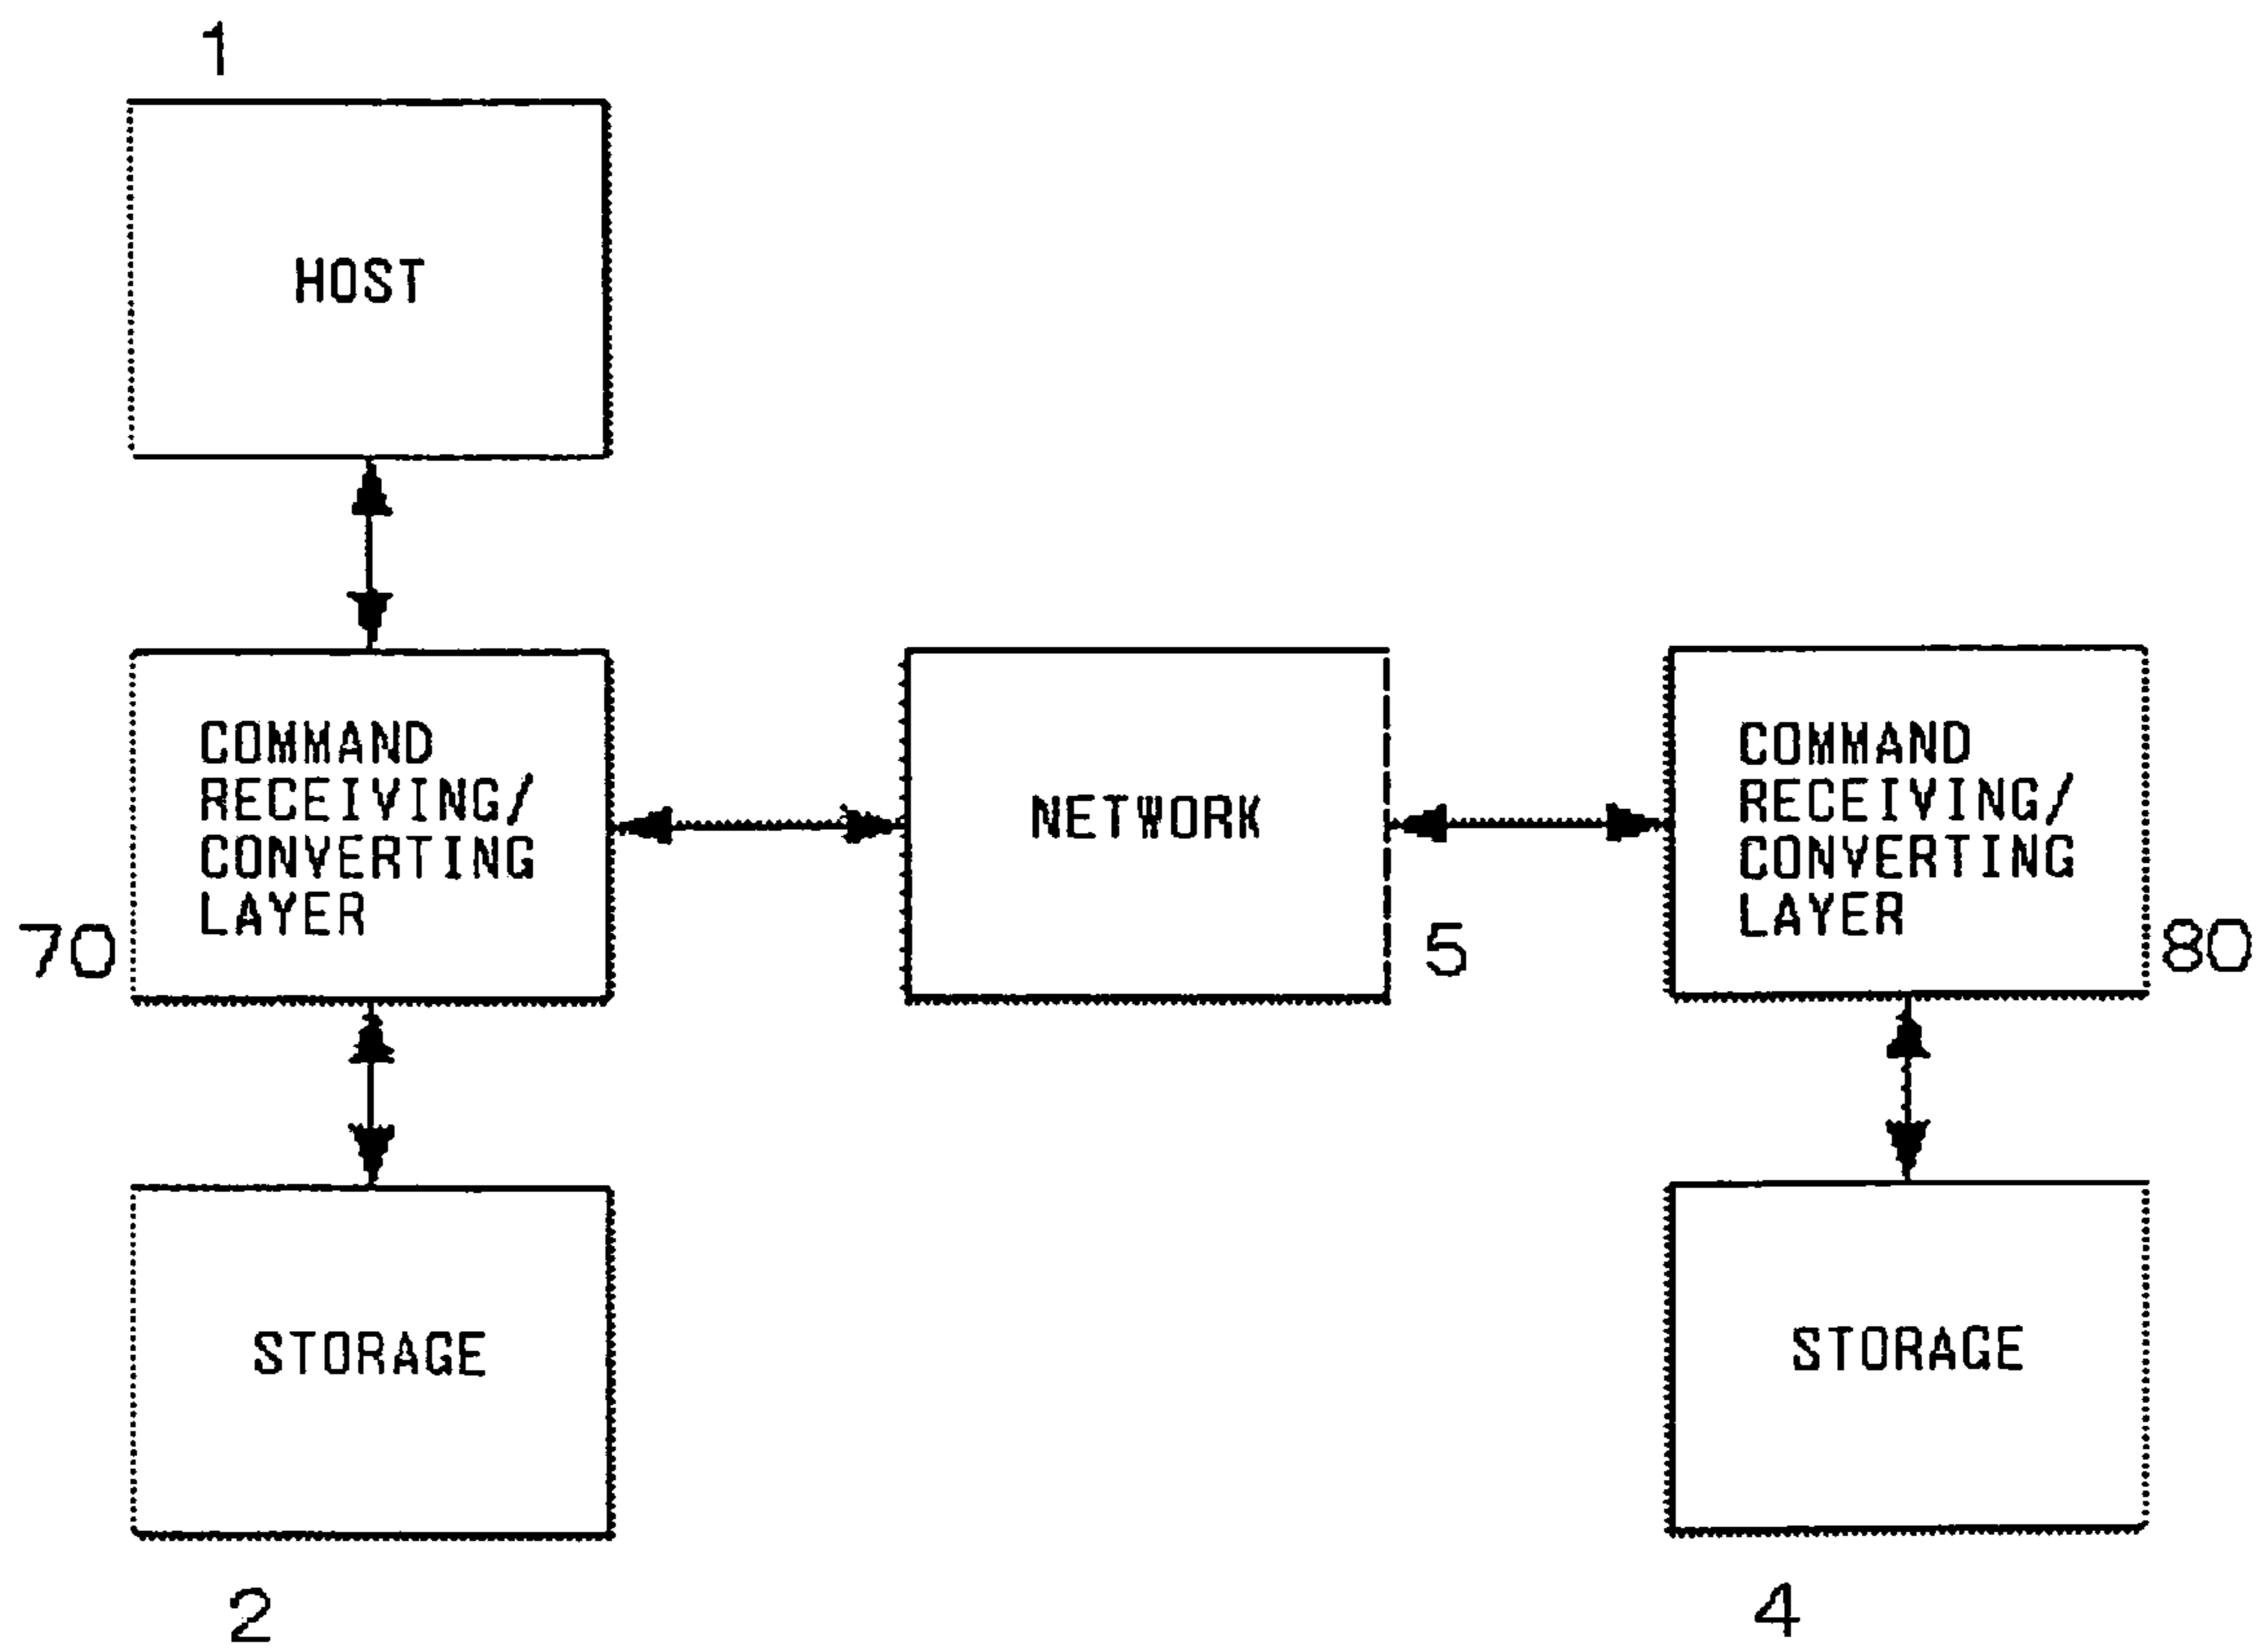 1
HOST
COMMAND
RECEIVING/
CONVERTING
LAYER
70
NETWORK
5
COMMAND
RECEIVING/
CONVERTING
LAYER
80
STORAGE
2
STORAGE
4